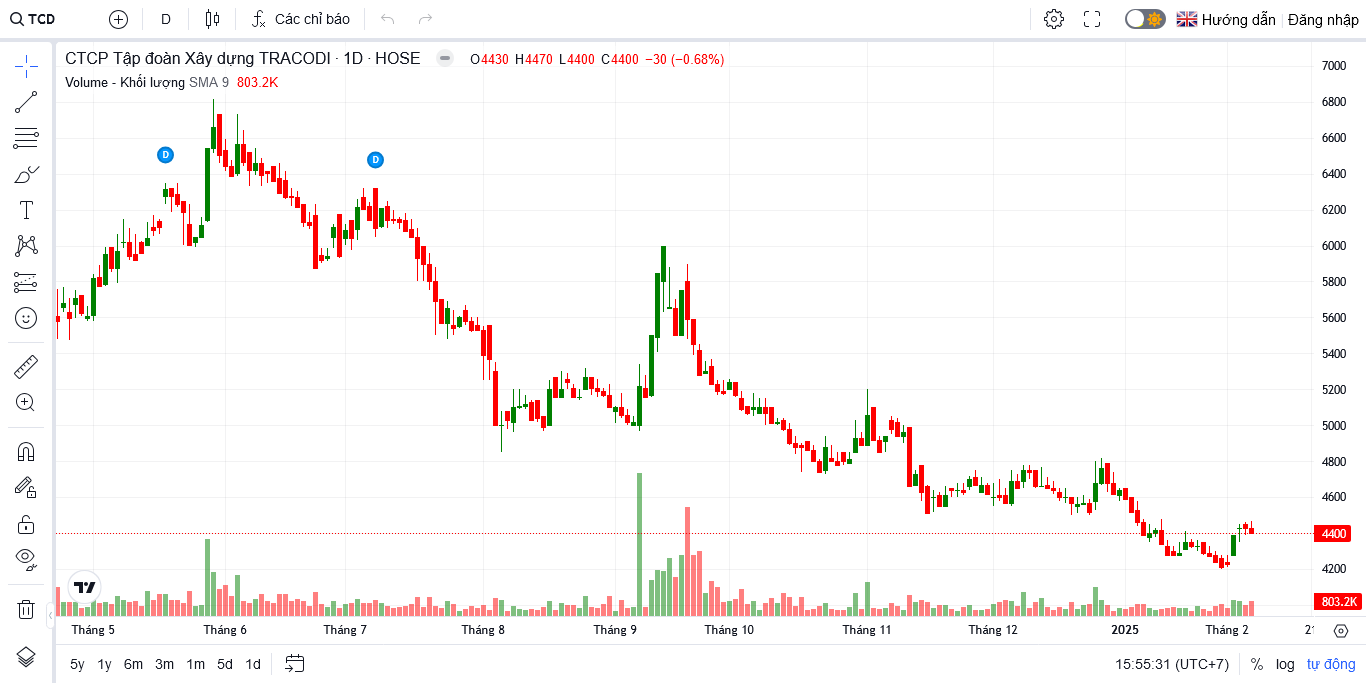 TCD D Các chỉ báo Hướng dẫn Đăng nhập
CTCP Tập đoàn Xây dựng TRACODI · 1D · HOSE O4430 H4470 L4400 C4400 −30 (−0.68%)
Volume - Khối lượng SMA 9 803.2K
D
D
7000
6800
6600
6400
6200
6000
5800
5600
5400
5200
5000
4800
4600
4400
4200
803.2K
Tháng 5 Tháng 6 Tháng 7 Tháng 8 Tháng 9 Tháng 10 Tháng 11 Tháng 12 2025 Tháng 2
5y 1y 6m 3m 1m 5d 1d 15:55:31 (UTC+7) % log tự động